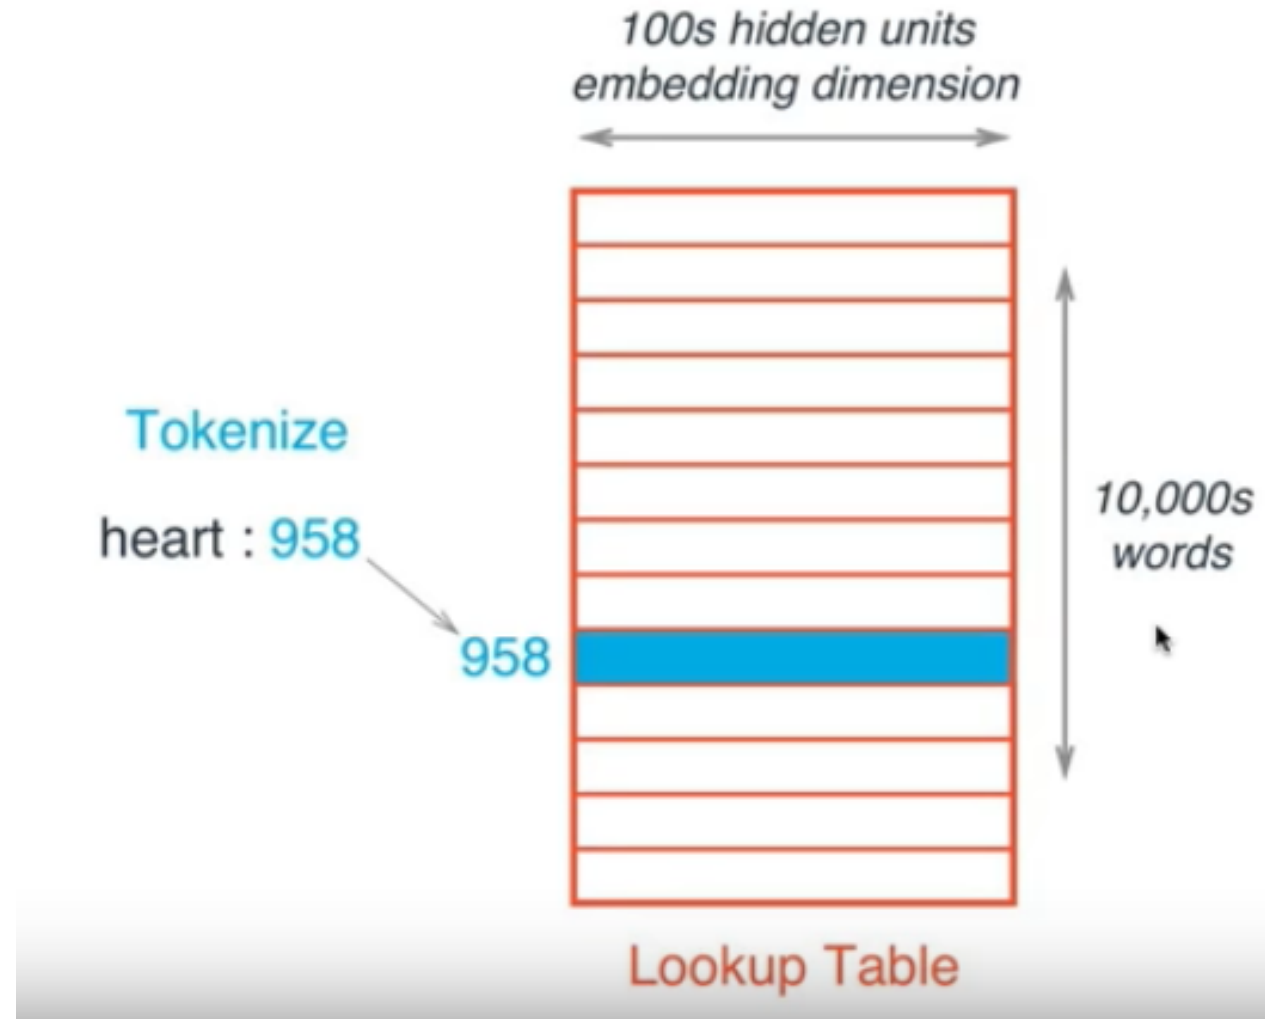 100s hidden units
embedding dimension
Tokenize
heart : 958
958
10,000s
words
Lookup Table